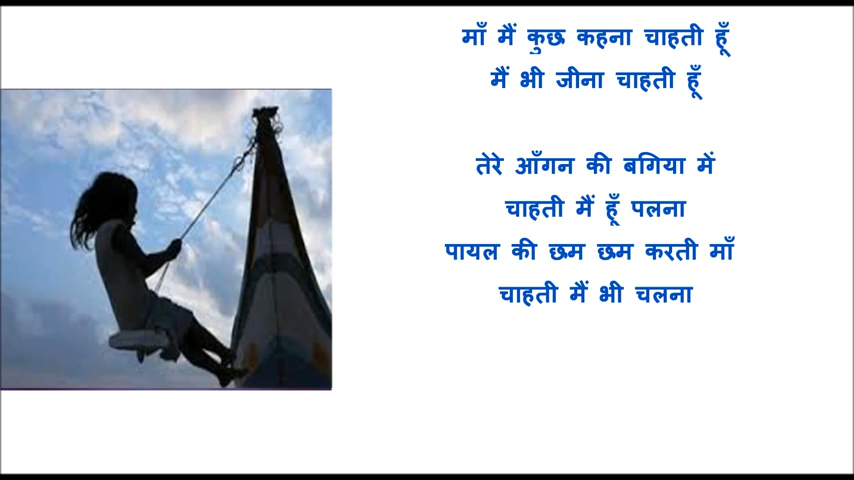 माँ मैं कुछ कहना चाहती हूँ
मैं भी जीना चाहती हूँ
तेरे आँगन की बगिया में
चाहती मैं हूँ पलना
पायल की छम छम करती माँ
चाहती मैं भी चलना